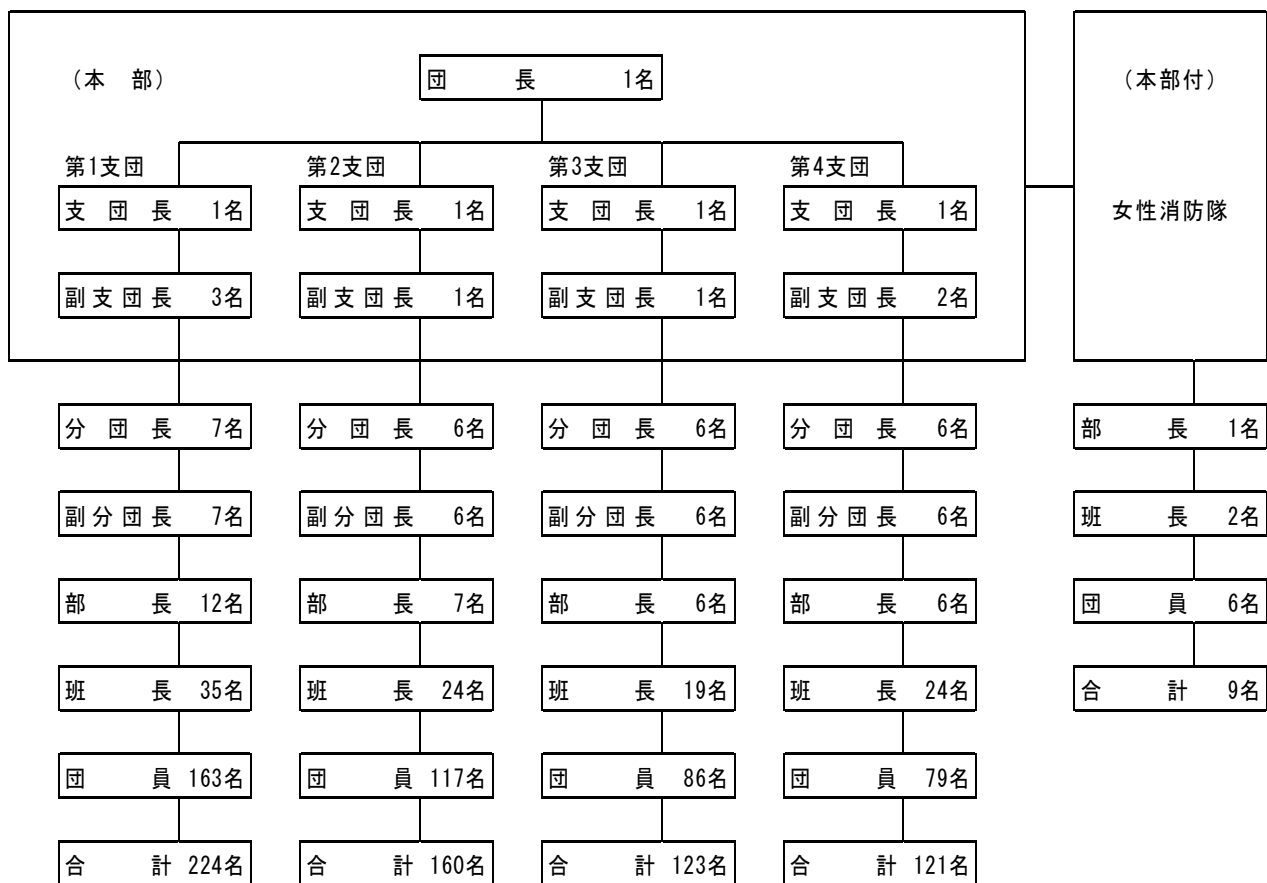 （本　部） 団　長 1名 （本部付）
第1支団 第2支団 第3支団 第4支団
支団長 1名 支団長 1名 支団長 1名 支団長 1名 女性消防隊
副支団長 3名 副支団長 1名 副支団長 1名 副支団長 2名
分団長 7名 分団長 6名 分団長 6名 分団長 6名 部長 1名
副分団長 7名 副分団長 6名 副分団長 6名 副分団長 6名 班長 2名
部長 12名 部長 7名 部長 6名 部長 6名 団員 6名
班長 35名 班長 24名 班長 19名 班長 24名 合計 9名
団員 163名 団員 117名 団員 86名 団員 79名
合計 224名 合計 160名 合計 123名 合計 121名